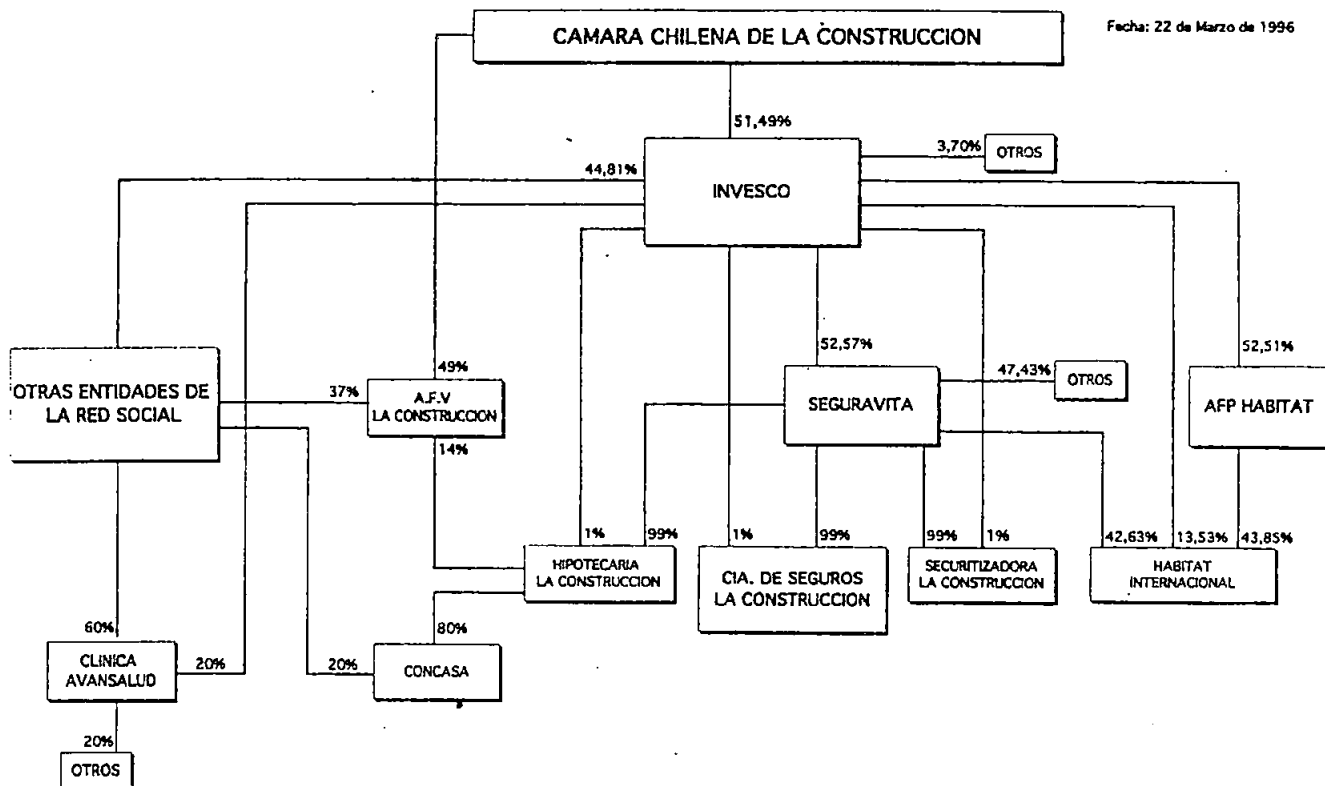 CAMARA CHILENA DE LA CONSTRUCCION
Fecha: 22 de Marzo de 1996
51,49%
3,70%
OTROS
44,81%
INVESCO
52,57%
52,51%
49%
47,43%
OTROS
OTRAS ENTIDADES DE
LA RED SOCIAL
37%
A.F.V
LA CONSTRUCCION
SEGURAVITA
AFP HABITAT
14%
1%
99%
1%
99%
99%
1%
42,63%
13,53%
43,85%
HIPOTECARIA
LA CONSTRUCCION
CIA. DE SEGUROS
LA CONSTRUCCION
SECURITIZADORA
LA CONSTRUCCION
HABITAT
INTERNACIONAL
60%
80%
CLINICA
AVANSALUD
20%
20%
CONCASA
20%
OTROS